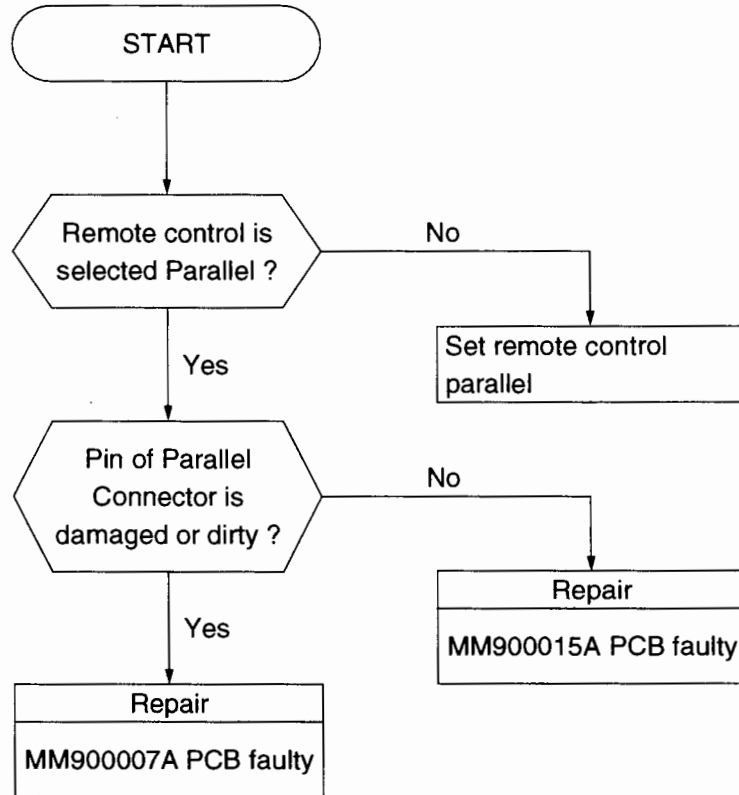 START
Remote control is
selected Parallel ?
No
Set remote control
parallel
Yes
Pin of Parallel
Connector is
damaged or dirty ?
No
Repair
MM900015A PCB faulty
Yes
Repair
MM900007A PCB faulty